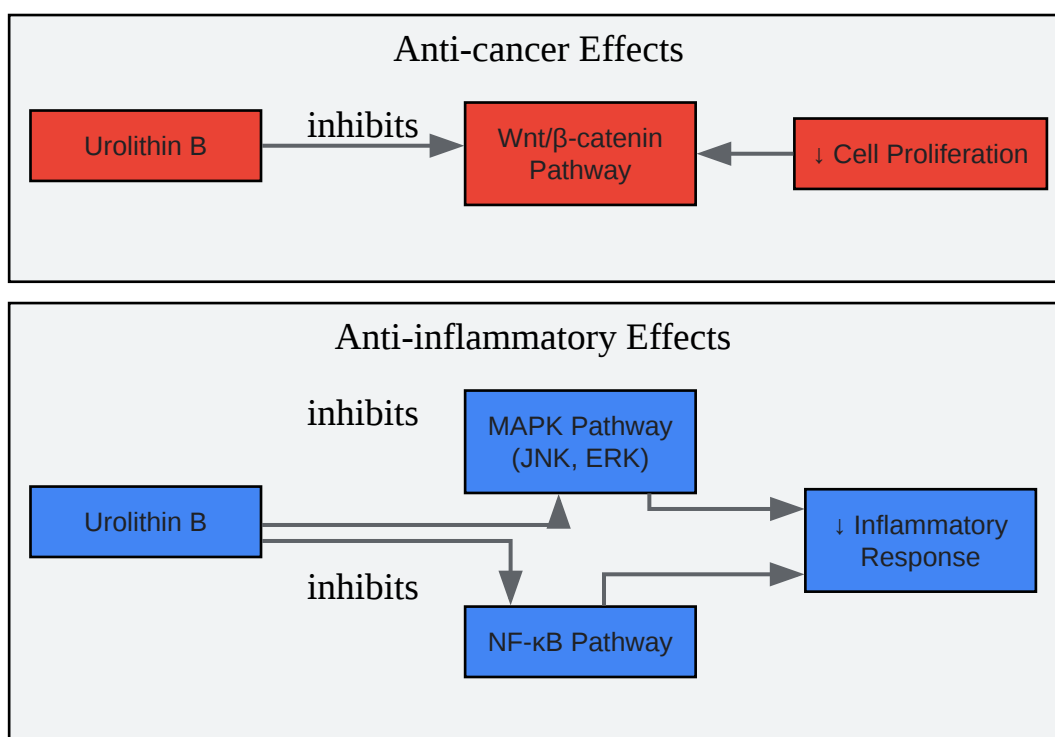 Anti-cancer Effects
inhibits
Urolithin B
Wnt/β-catenin
Pathway
↓ Cell Proliferation
Anti-inflammatory Effects
inhibits
MAPK Pathway
(JNK, ERK)
Urolithin B
↓ Inflammatory
Response
inhibits
NF-κB Pathway